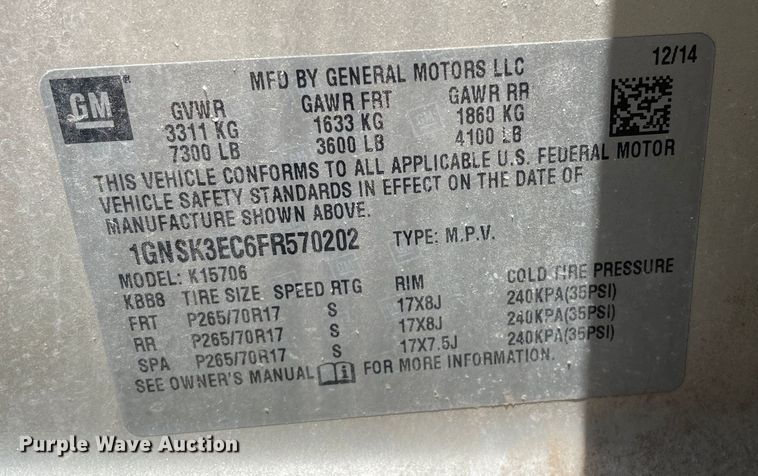 12/14
MFD BY GENERAL MOTORS LLC
GM
GVWR GAWR FRT GAWR RR
3311 KG 1633 KG 1860 KG
7300 LB 3600 LB 4100 LB
THIS VEHICLE CONFORMS TO ALL APPLICABLE U.S. FEDERAL MOTOR
VEHICLE SAFETY STANDARDS IN EFFECT ON THE DATE OF
MANUFACTURE SHOWN ABOVE.
1GNSK3EC6FR570202 TYPE: M.P.V.
MODEL: K15706
KBB8 TIRE SIZE SPEED RTG RIM COLD TIRE PRESSURE
FRT P265/70R17 S 17X8J 240KPA(35PSI)
RR P265/70R17 S 17X8J 240KPA(35PSI)
SPA P265/70R17 S 17X7.5J 240KPA(35PSI)
SEE OWNER'S MANUAL FOR MORE INFORMATION.
Purple Wave Auction